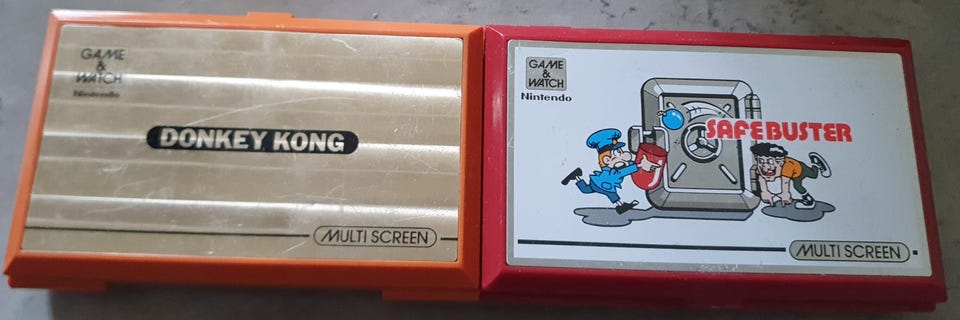 GAME
&
WATCH
Nintendo
DONKEY KONG
MULTI SCREEN
GAME
&
WATCH
Nintendo
SAFEBUSTER
MULTI SCREEN